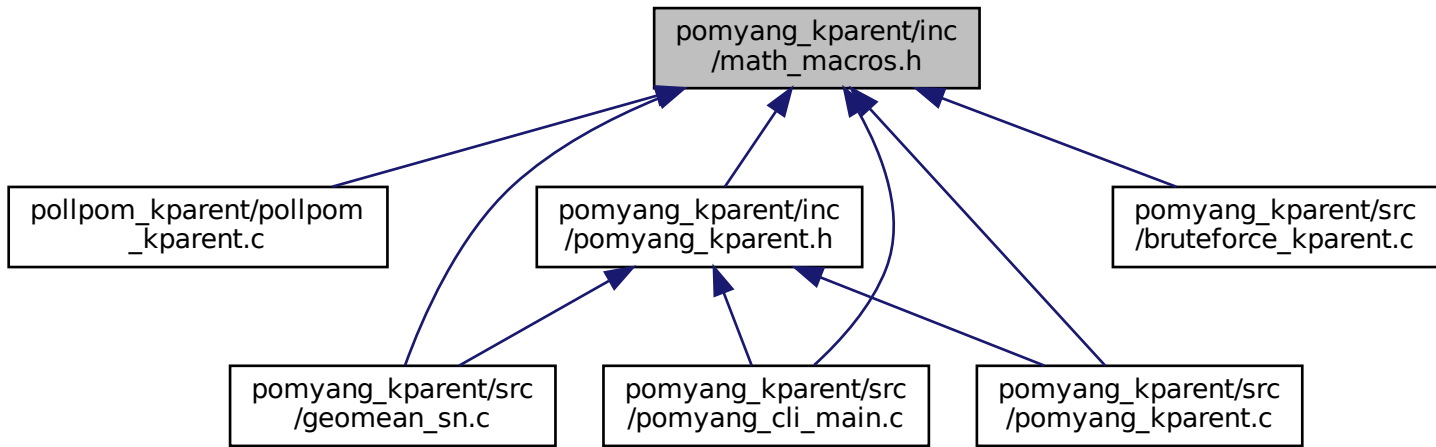 pomyang_kparent/inc
/math_macros.h
pollpom_kparent/pollpom
_kparent.c
pomyang_kparent/inc
/pomyang_kparent.h
pomyang_kparent/src
/bruteforce_kparent.c
pomyang_kparent/src
/geomean_sn.c
pomyang_kparent/src
/pomyang_cli_main.c
pomyang_kparent/src
/pomyang_kparent.c